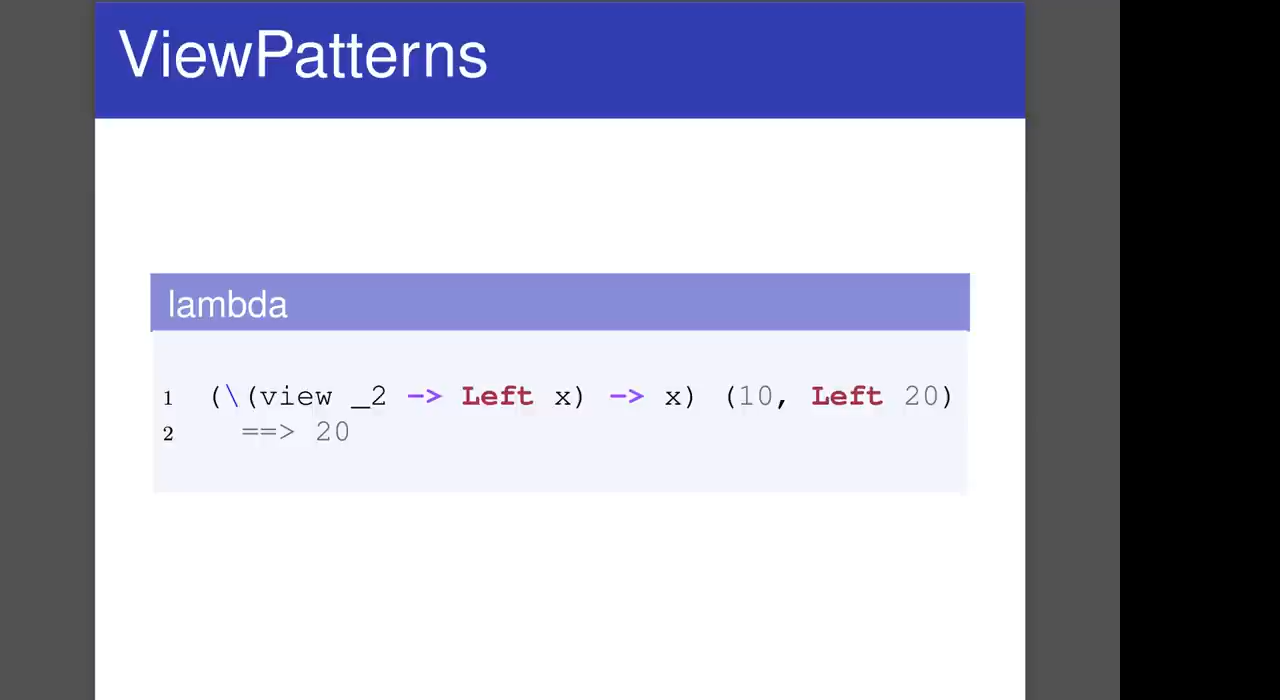 ViewPatterns
lambda
1 (\(view _2 -> Left x) -> x) (10, Left 20)
2 ==> 20